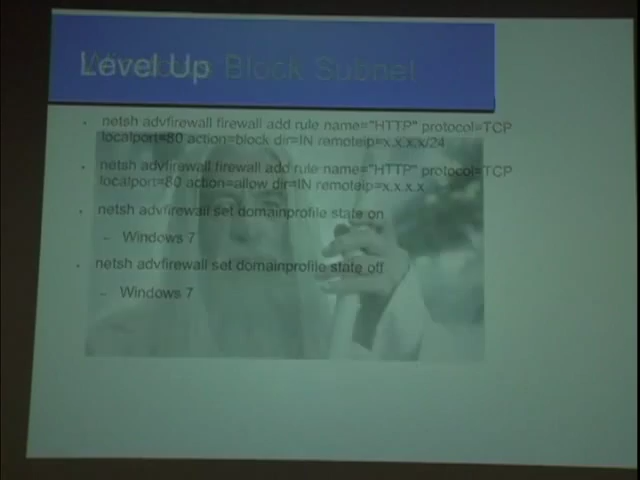 Level Up
Windows Block Subnet
netsh advfirewall firewall add rule name="HTTP" protocol=TCP
localport=80 action=block dir=IN remoteip=x.x.x.x/24
netsh advfirewall firewall add rule name="HTTP" protocol=TCP
localport=80 action=allow dir=IN remoteip=x.x.x.x
netsh advfirewall set domainprofile state on
– Windows 7
netsh advfirewall set domainprofile state off
– Windows 7